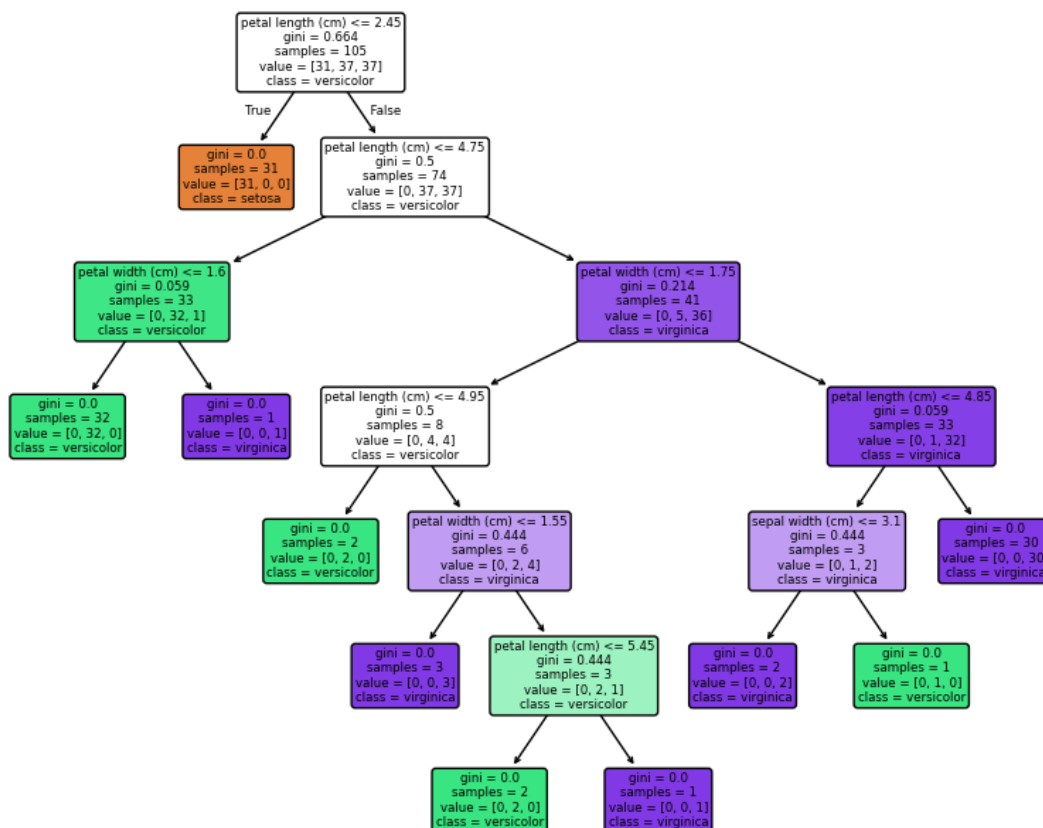 petal length (cm) <= 2.45
gini = 0.664
samples = 105
value = [31, 37, 37]
class = versicolor
True
False
gini = 0.0
samples = 31
value = [31, 0, 0]
class = setosa
petal length (cm) <= 4.75
gini = 0.5
samples = 74
value = [0, 37, 37]
class = versicolor
petal width (cm) <= 1.6
gini = 0.059
samples = 33
value = [0, 32, 1]
class = versicolor
petal width (cm) <= 1.75
gini = 0.214
samples = 41
value = [0, 5, 36]
class = virginica
gini = 0.0
samples = 32
value = [0, 32, 0]
class = versicolor
gini = 0.0
samples = 1
value = [0, 0, 1]
class = virginica
petal length (cm) <= 4.95
gini = 0.5
samples = 8
value = [0, 4, 4]
class = versicolor
petal length (cm) <= 4.85
gini = 0.059
samples = 33
value = [0, 1, 32]
class = virginica
gini = 0.0
samples = 2
value = [0, 2, 0]
class = versicolor
petal width (cm) <= 1.55
gini = 0.444
samples = 6
value = [0, 2, 4]
class = virginica
sepal width (cm) <= 3.1
gini = 0.444
samples = 3
value = [0, 1, 2]
class = virginica
gini = 0.0
samples = 30
value = [0, 0, 30]
class = virginica
gini = 0.0
samples = 3
value = [0, 0, 3]
class = virginica
petal length (cm) <= 5.45
gini = 0.444
samples = 3
value = [0, 2, 1]
class = versicolor
gini = 0.0
samples = 2
value = [0, 0, 2]
class = virginica
gini = 0.0
samples = 1
value = [0, 1, 0]
class = versicolor
gini = 0.0
samples = 2
value = [0, 2, 0]
class = versicolor
gini = 0.0
samples = 1
value = [0, 0, 1]
class = virginica